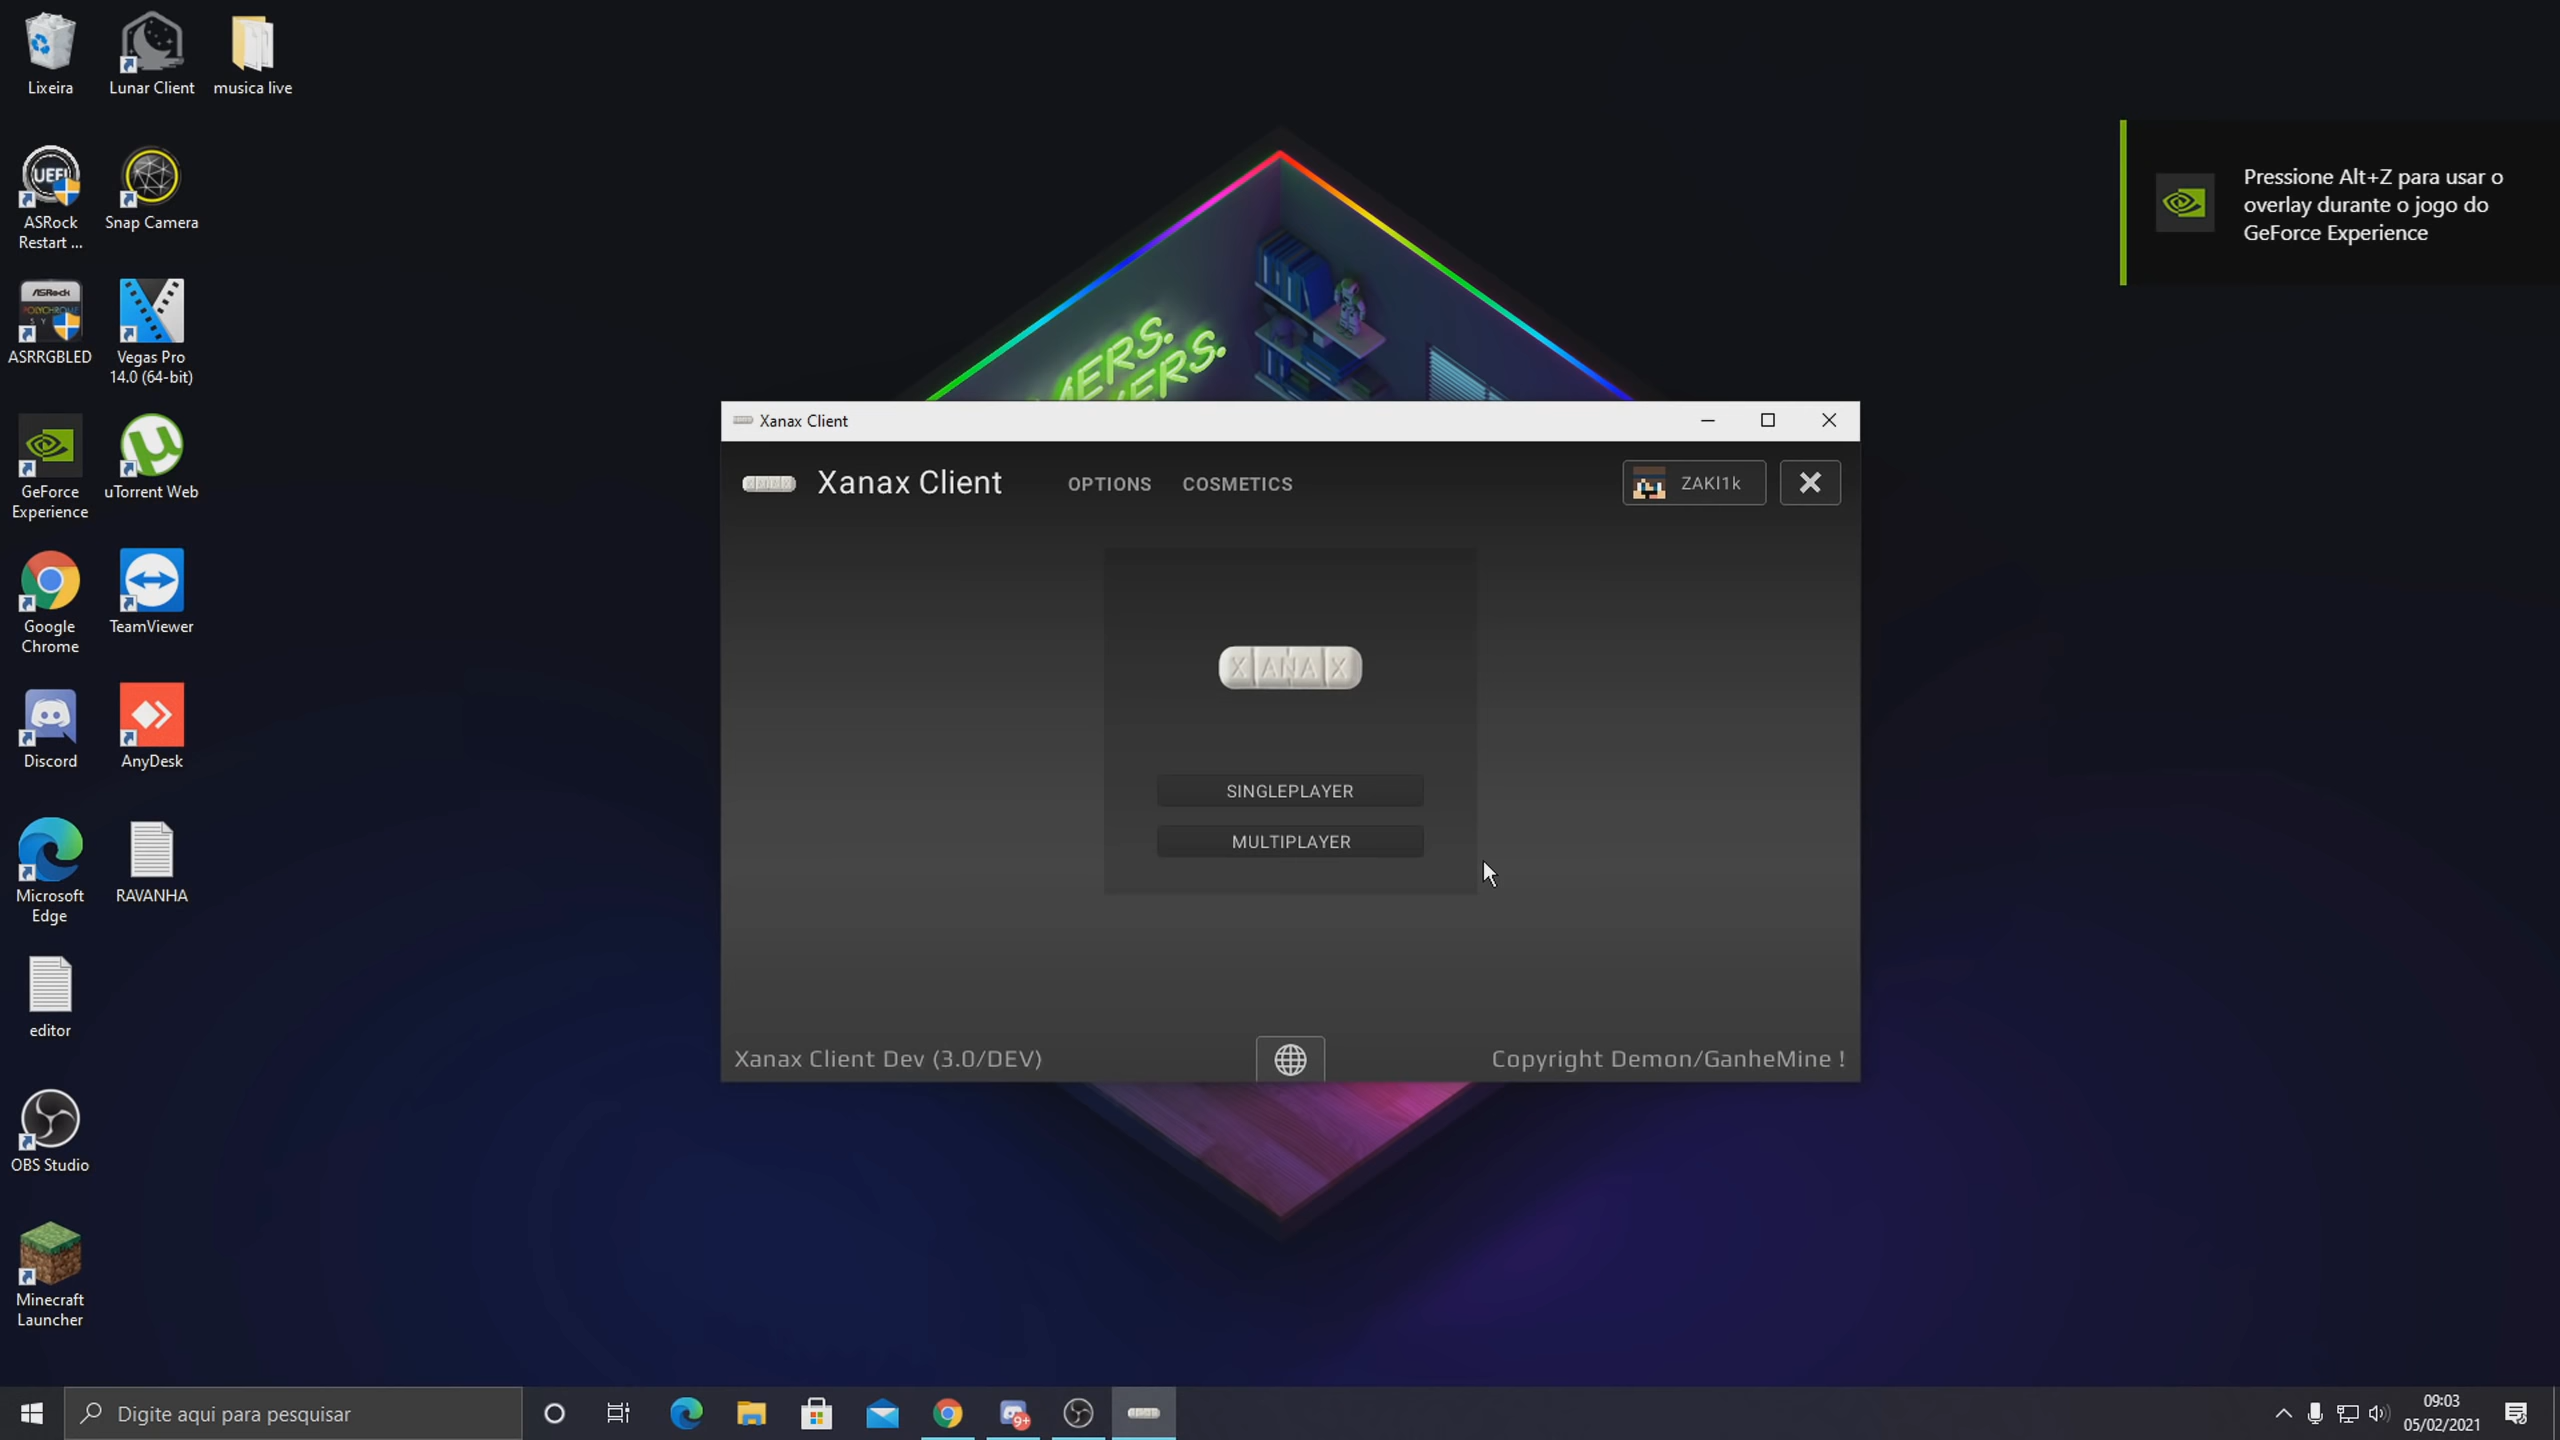 Lixeira
Lunar Client
musica live
ASRock
Restart ...
Snap Camera
ASRRGBLED
Vegas Pro
14.0 (64-bit)
GeForce
Experience
uTorrent Web
Google
Chrome
TeamViewer
Discord
AnyDesk
Microsoft
Edge
RAVANHA
editor
OBS Studio
Minecraft
Launcher
Pressione Alt+Z para usar o
overlay durante o jogo do
GeForce Experience
Xanax Client
Xanax Client
OPTIONS
COSMETICS
ZAKI1k
XANAX
SINGLEPLAYER
MULTIPLAYER
Xanax Client Dev (3.0/DEV)
Copyright Demon/GanheMine !
Digite aqui para pesquisar
9+
09:03
05/02/2021